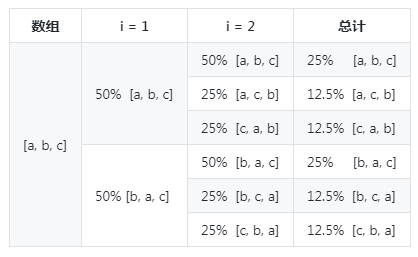 数组 i = 1 i = 2 总计
50% [a, b, c] 25% [a, b, c]
50% [a, b, c] 25% [a, c, b] 12.5% [a, c, b]
25% [c, a, b] 12.5% [c, a, b]
[a, b, c]
50% [b, a, c] 25% [b, a, c]
50% [b, a, c] 25% [b, c, a] 12.5% [b, c, a]
25% [c, b, a] 12.5% [c, b, a]